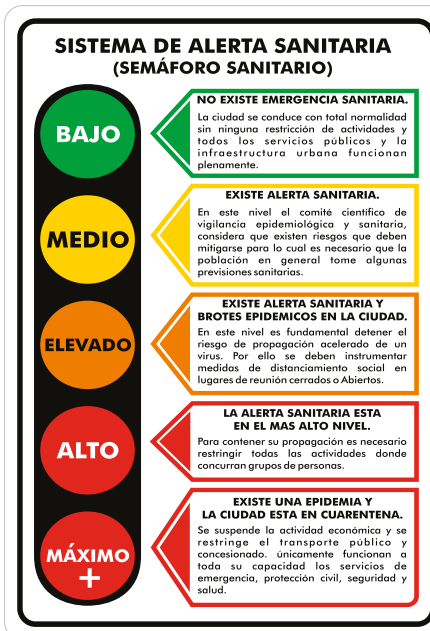 SISTEMA DE ALERTA SANITARIA
(SEMÁFORO SANITARIO)
BAJO
NO EXISTE EMERGENCIA SANITARIA.
La ciudad se conduce con total normalidad
sin ninguna restricción de actividades y
todos los servicios públicos y la
infraestructura urbana funcionan
plenamente.
MEDIO
EXISTE ALERTA SANITARIA.
En este nivel el comité científico de
vigilancia epidemiológica y sanitaria,
considera que existen riesgos que deben
mitigarse para lo cual es necesario que la
población en general tome algunas
previsiones sanitarias.
ELEVADO
EXISTE ALERTA SANITARIA Y
BROTES EPIDEMICOS EN LA CIUDAD.
En este nivel es fundamental detener el
riesgo de propagación acelerado de un
virus. Por ello se deben instrumentar
medidas de distanciamiento social en
lugares de reunión cerrados o Abiertos.
ALTO
LA ALERTA SANITARIA ESTA
EN EL MAS ALTO NIVEL.
Para contener su propagación es necesario
restringir todas las actividades donde
concurran grupos de personas.
MÁXIMO
+
EXISTE UNA EPIDEMIA Y
LA CIUDAD ESTA EN CUARENTENA.
Se suspende la actividad económica y se
restringe el transporte público y
concesionado. únicamente funcionan a
toda su capacidad los servicios de
emergencia, protección civil, seguridad y
salud.